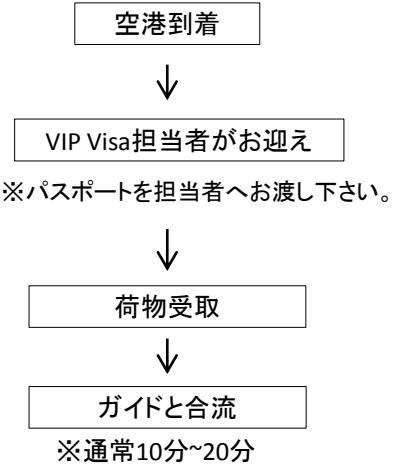 空港到着
VIP Visa担当者がお迎え
※パスポートを担当者へお渡し下さい。
荷物受取
ガイドと合流
※通常10分~20分